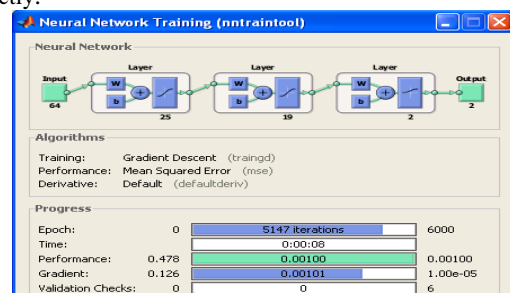 ctly.
Neural Network Training (nntraintool)
Neural Network
Layer Layer Layer
Input Output
W W W
b b b
64 25 19 2 2
Algorithms
Training: Gradient Descent (traingd)
Performance: Mean Squared Error (mse)
Derivative: Default (defaultderiv)
Progress
Epoch: 0 5147 iterations 6000
Time: 0:00:08
Performance: 0.478 0.00100 0.00100
Gradient: 0.126 0.00101 1.00e-05
Validation Checks: 0 0 6